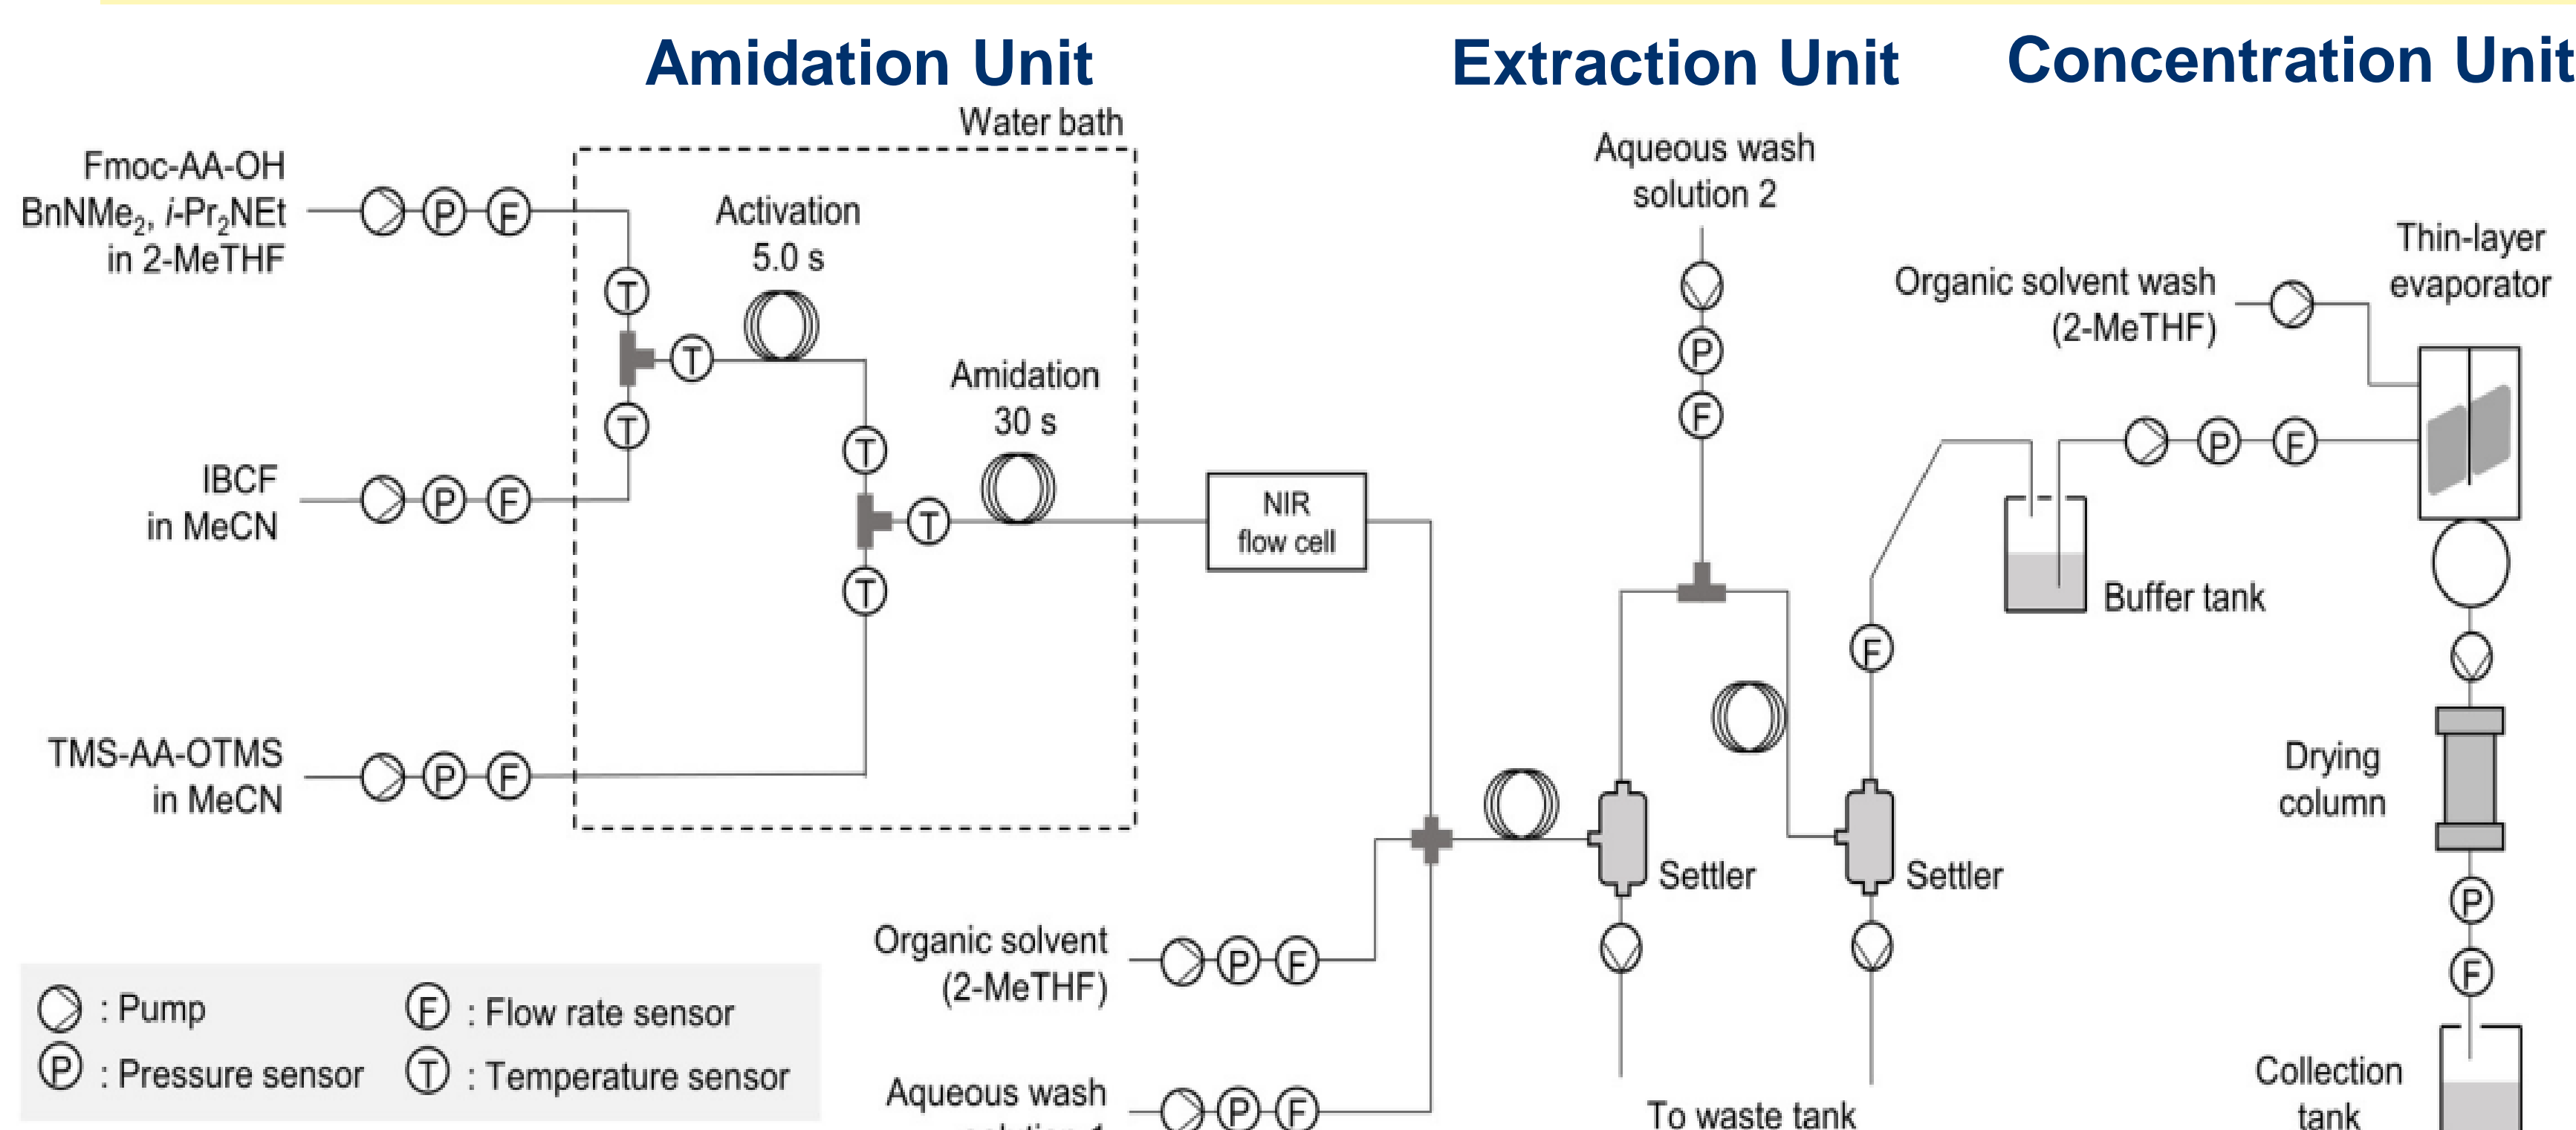 Amidation Unit
Extraction Unit
Concentration Unit
Water bath
Fmoc-AA-OH
BnNMe₂, i-Pr₂NEt
in 2-MeTHF
P
F
T
Activation
5.0 s
T
T
IBCF
in MeCN
P
F
T
Amidation
30 s
T
T
TMS-AA-OTMS
in MeCN
P
F
NIR
flow cell
Aqueous wash
solution 2
P
F
Organic solvent
(2-MeTHF)
P
F
Aqueous wash
P
F
Settler
Settler
F
To waste tank
Organic solvent wash
(2-MeTHF)
Thin-layer
evaporator
P
F
Buffer tank
Drying
column
P
F
Collection
tank
: Pump
F : Flow rate sensor
P : Pressure sensor
T : Temperature sensor